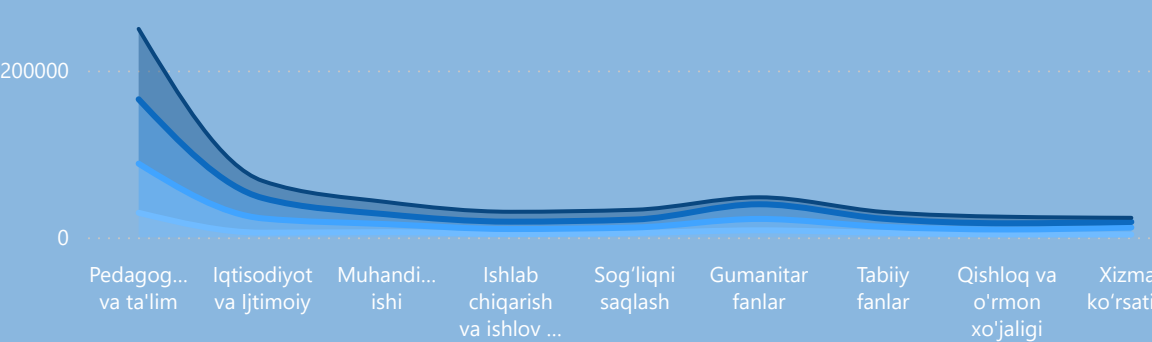 200000
0
Pedagog... Iqtisodiyot Muhandi... Ishlab Sog‘liqni Gumanitar Tabiiy Qishloq va Xizma
va ta'lim va Ijtimoiy ishi chiqarish saqlash fanlar fanlar o'rmon ko‘rsati
va ishlov ... xo'jaligi